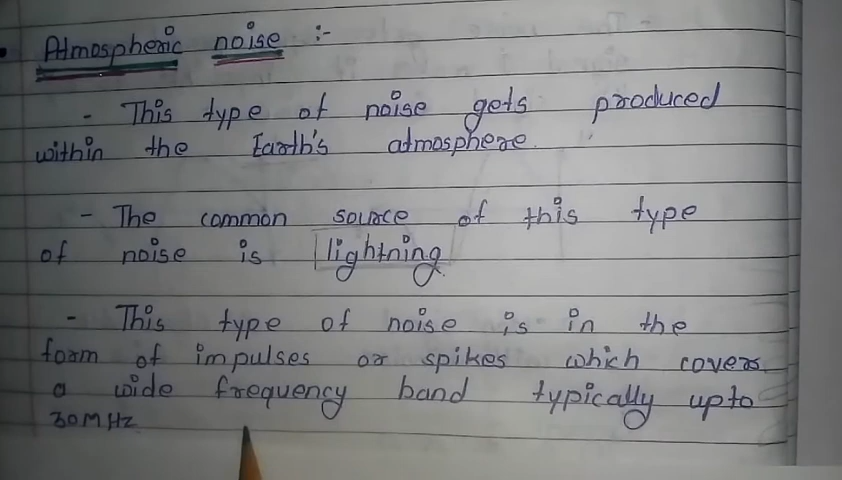 Atmospheric noise :-
- This type of noise gets produced
within the Earth's atmosphere.
- The common source of this type
of noise is lightning.
- This type of noise is in the
form of impulses or spikes which covers
a wide frequency band typically upto
30MHz